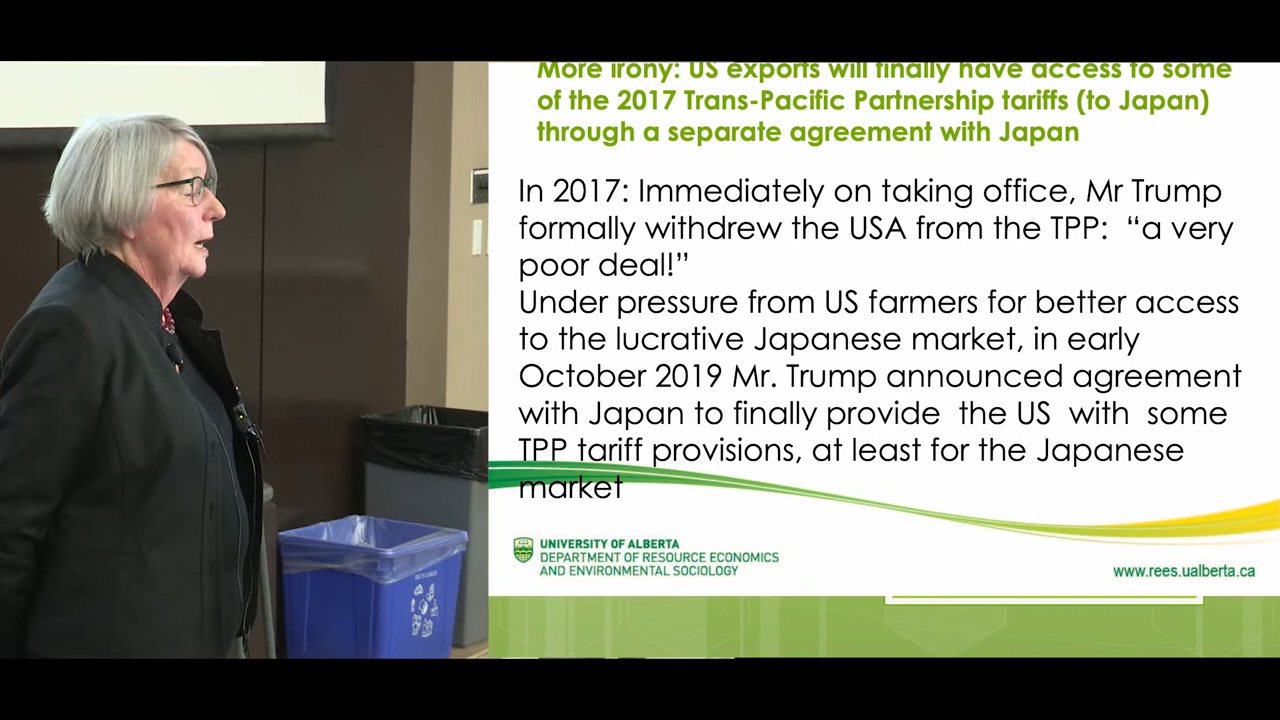 More irony: US exports will finally have access to some
of the 2017 Trans-Pacific Partnership tariffs (to Japan)
through a separate agreement with Japan
In 2017: Immediately on taking office, Mr Trump
formally withdrew the USA from the TPP:  “a very
poor deal!”
Under pressure from US farmers for better access
to the lucrative Japanese market, in early
October 2019 Mr. Trump announced agreement
with Japan to finally provide  the US  with  some
TPP tariff provisions, at least for the Japanese
market
UNIVERSITY OF ALBERTA
DEPARTMENT OF RESOURCE ECONOMICS
AND ENVIRONMENTAL SOCIOLOGY
www.rees.ualberta.ca